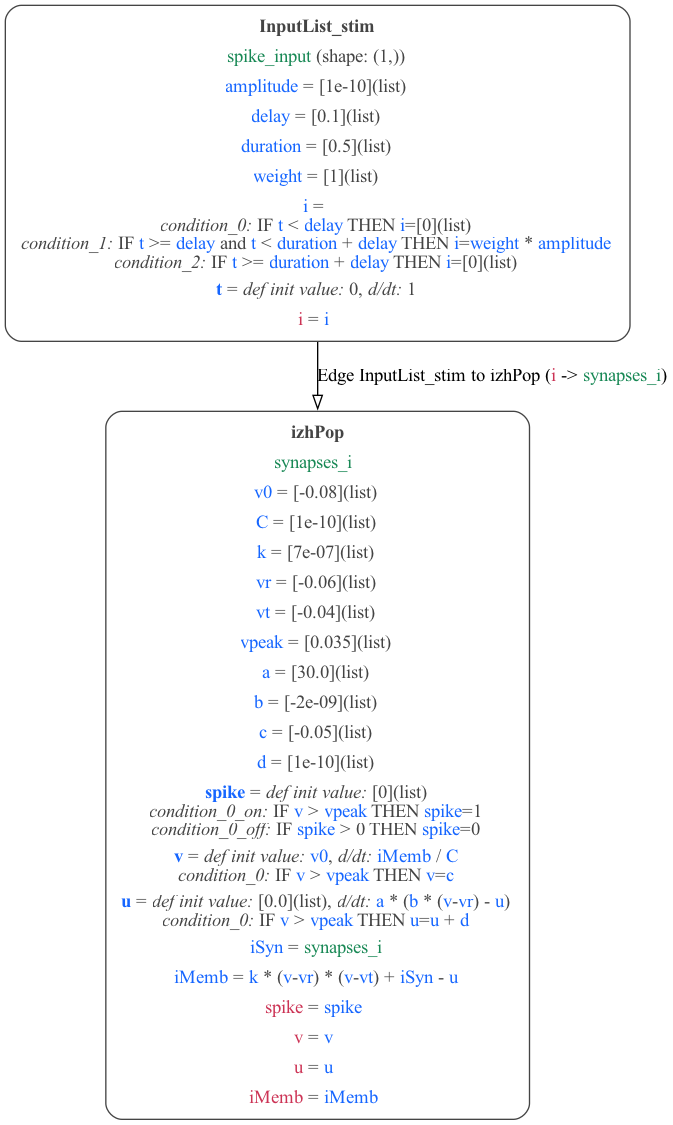 InputList_stim
spike_input (shape: (1,))
amplitude = [1e-10](list)
delay = [0.1](list)
duration = [0.5](list)
weight = [1](list)
i =
condition_0: IF t < delay THEN i=[0](list)
condition_1: IF t >= delay and t < duration + delay THEN i=weight * amplitude
condition_2: IF t >= duration + delay THEN i=[0](list)
t = def init value: 0, d/dt: 1
i = i
Edge InputList_stim to izhPop (i -> synapses_i)
izhPop
synapses_i
v0 = [-0.08](list)
C = [1e-10](list)
k = [7e-07](list)
vr = [-0.06](list)
vt = [-0.04](list)
vpeak = [0.035](list)
a = [30.0](list)
b = [-2e-09](list)
c = [-0.05](list)
d = [1e-10](list)
spike = def init value: [0](list)
condition_0_on: IF v > vpeak THEN spike=1
condition_0_off: IF spike > 0 THEN spike=0
v = def init value: v0, d/dt: iMemb / C
condition_0: IF v > vpeak THEN v=c
u = def init value: [0.0](list), d/dt: a * (b * (v-vr) - u)
condition_0: IF v > vpeak THEN u=u + d
iSyn = synapses_i
iMemb = k * (v-vr) * (v-vt) + iSyn - u
spike = spike
v = v
u = u
iMemb = iMemb